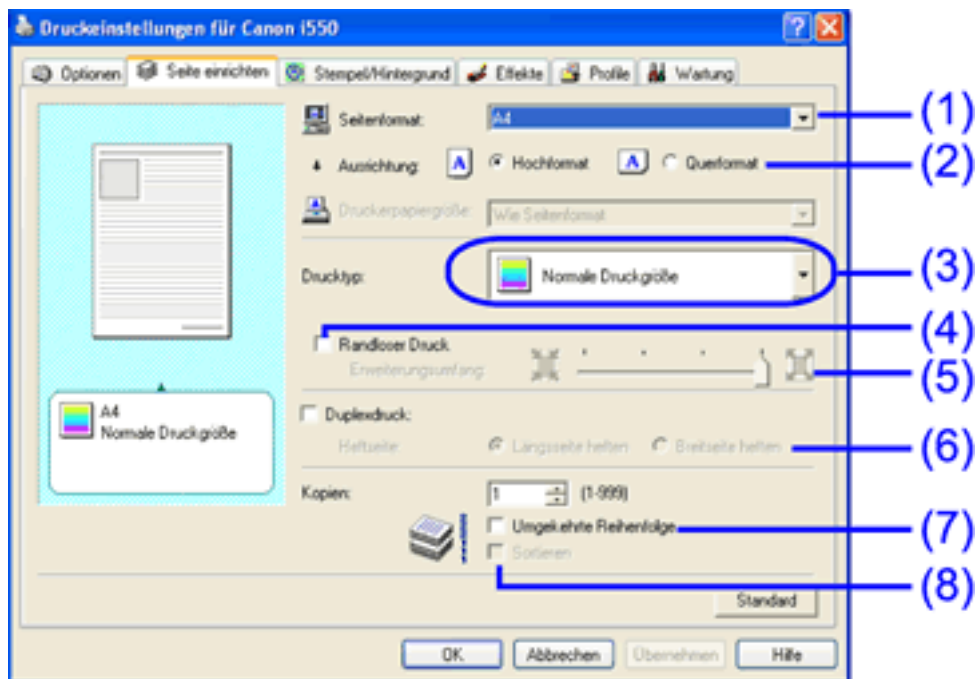 Druckeinstellungen für Canon i550
Optionen Seite einrichten Stempel/Hintergrund Effekte Profile Wartung
Seitenformat: A4 (1)
Ausrichtung: A Hochformat A Querformat (2)
Druckerpapiergröße: Wie Seitenformat
Drucktyp: Normale Druckgröße (3)
Randloser Druck (4)
Erweiterungsumfang: (5)
A4
Normale Druckgröße
Duplexdruck:
Heftseite: Längsseite heften Breitseite heften (6)
Kopien: 1 (1-999)
Umgekehrte Reihenfolge (7)
Sortieren (8)
Standard
OK Abbrechen Übernehmen Hilfe